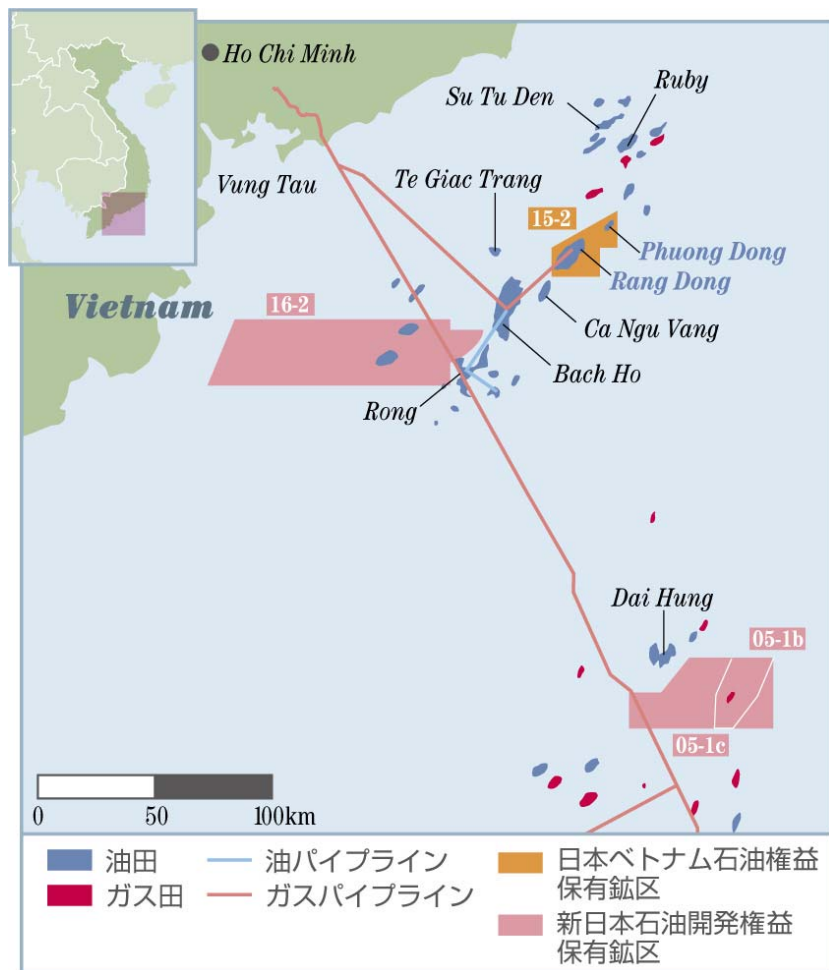 Ho Chi Minh
Su Tu Den
Ruby
Vung Tau
Te Giac Trang
15-2
Phuong Dong
Rang Dong
Vietnam
16-2
Ca Ngu Vang
Bach Ho
Rong
Dai Hung
05-1b
05-1c
0 50 100km
油田
ガス田
油パイプライン
ガスパイプライン
日本ベトナム石油権益
保有鉱区
新日本石油開発権益
保有鉱区